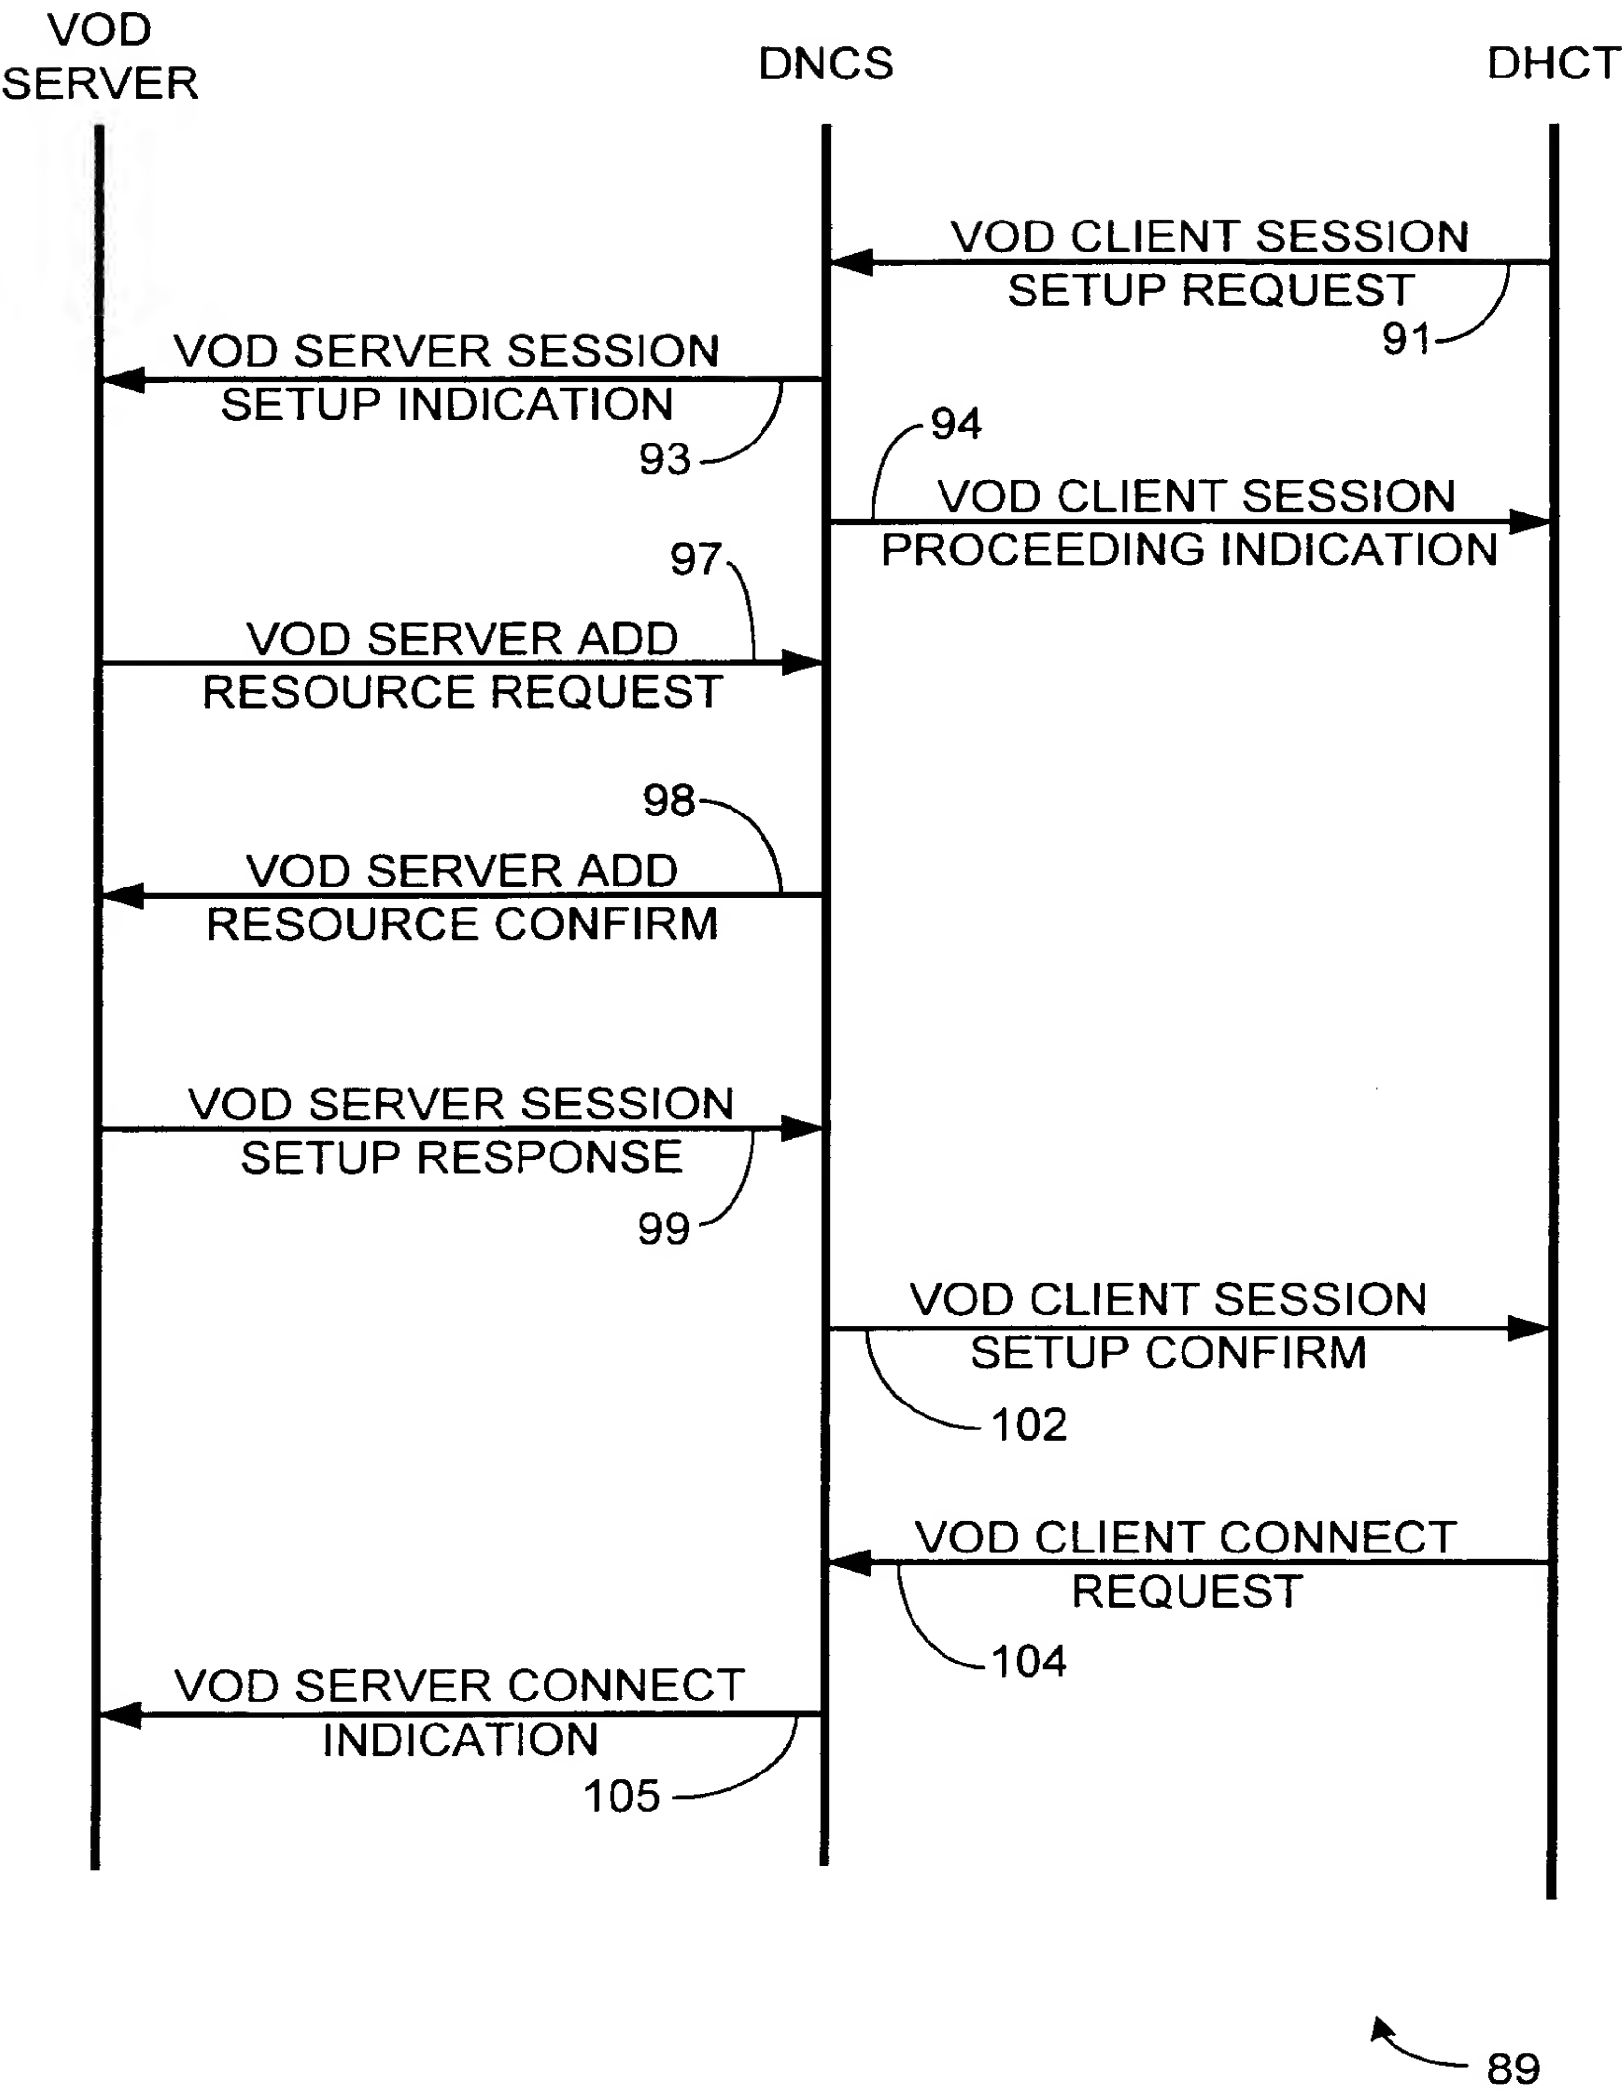 VOD
SERVER
DNCS
DHCT
VOD CLIENT SESSION
SETUP REQUEST
91
VOD SERVER SESSION
SETUP INDICATION
93
94
VOD CLIENT SESSION
PROCEEDING INDICATION
97
VOD SERVER ADD
RESOURCE REQUEST
98
VOD SERVER ADD
RESOURCE CONFIRM
VOD SERVER SESSION
SETUP RESPONSE
99
VOD CLIENT SESSION
SETUP CONFIRM
102
VOD CLIENT CONNECT
REQUEST
104
VOD SERVER CONNECT
INDICATION
105
89